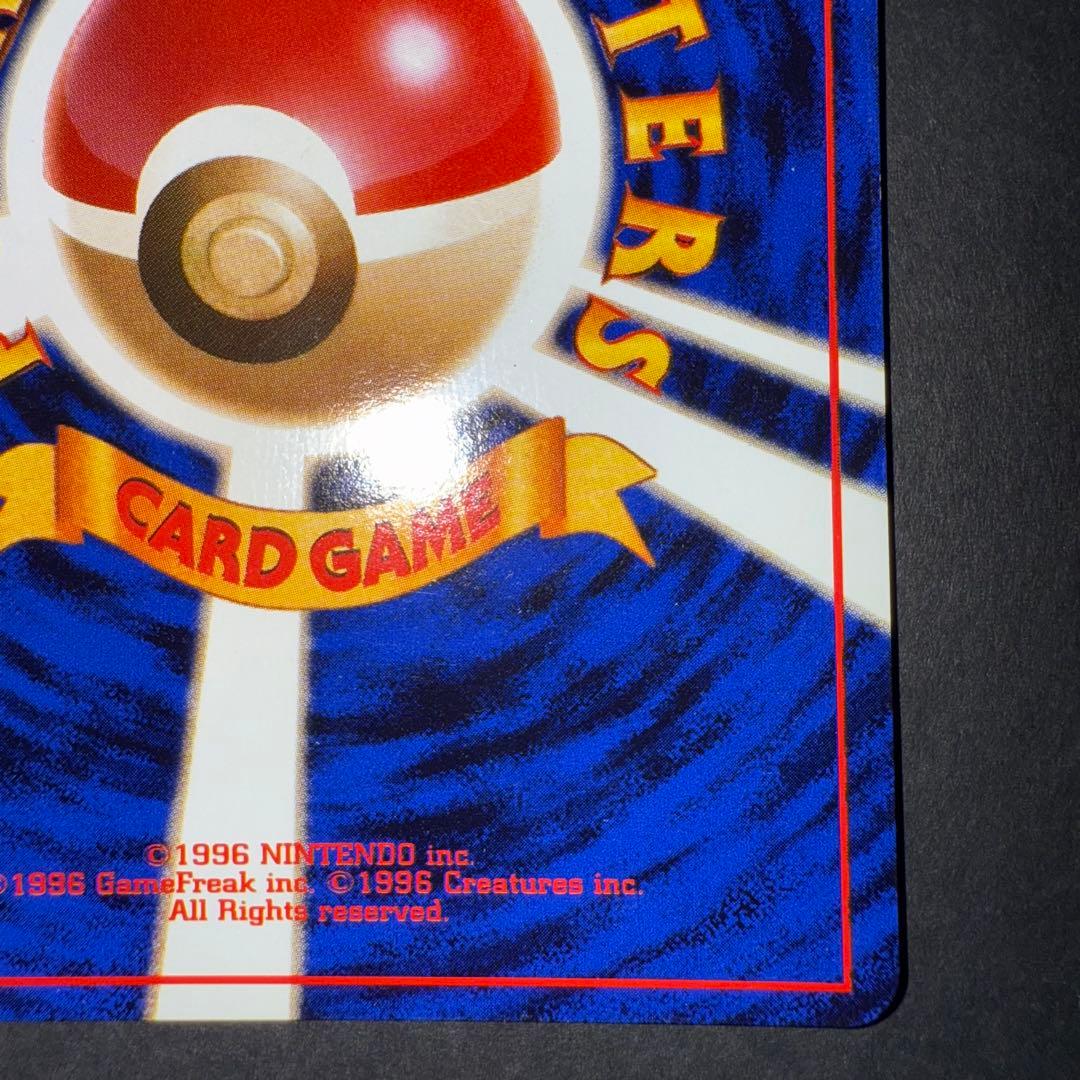 TERS
CARD GAME
©1996 NINTENDO inc.
©1996 GameFreak inc. ©1996 Creatures inc.
All Rights reserved.